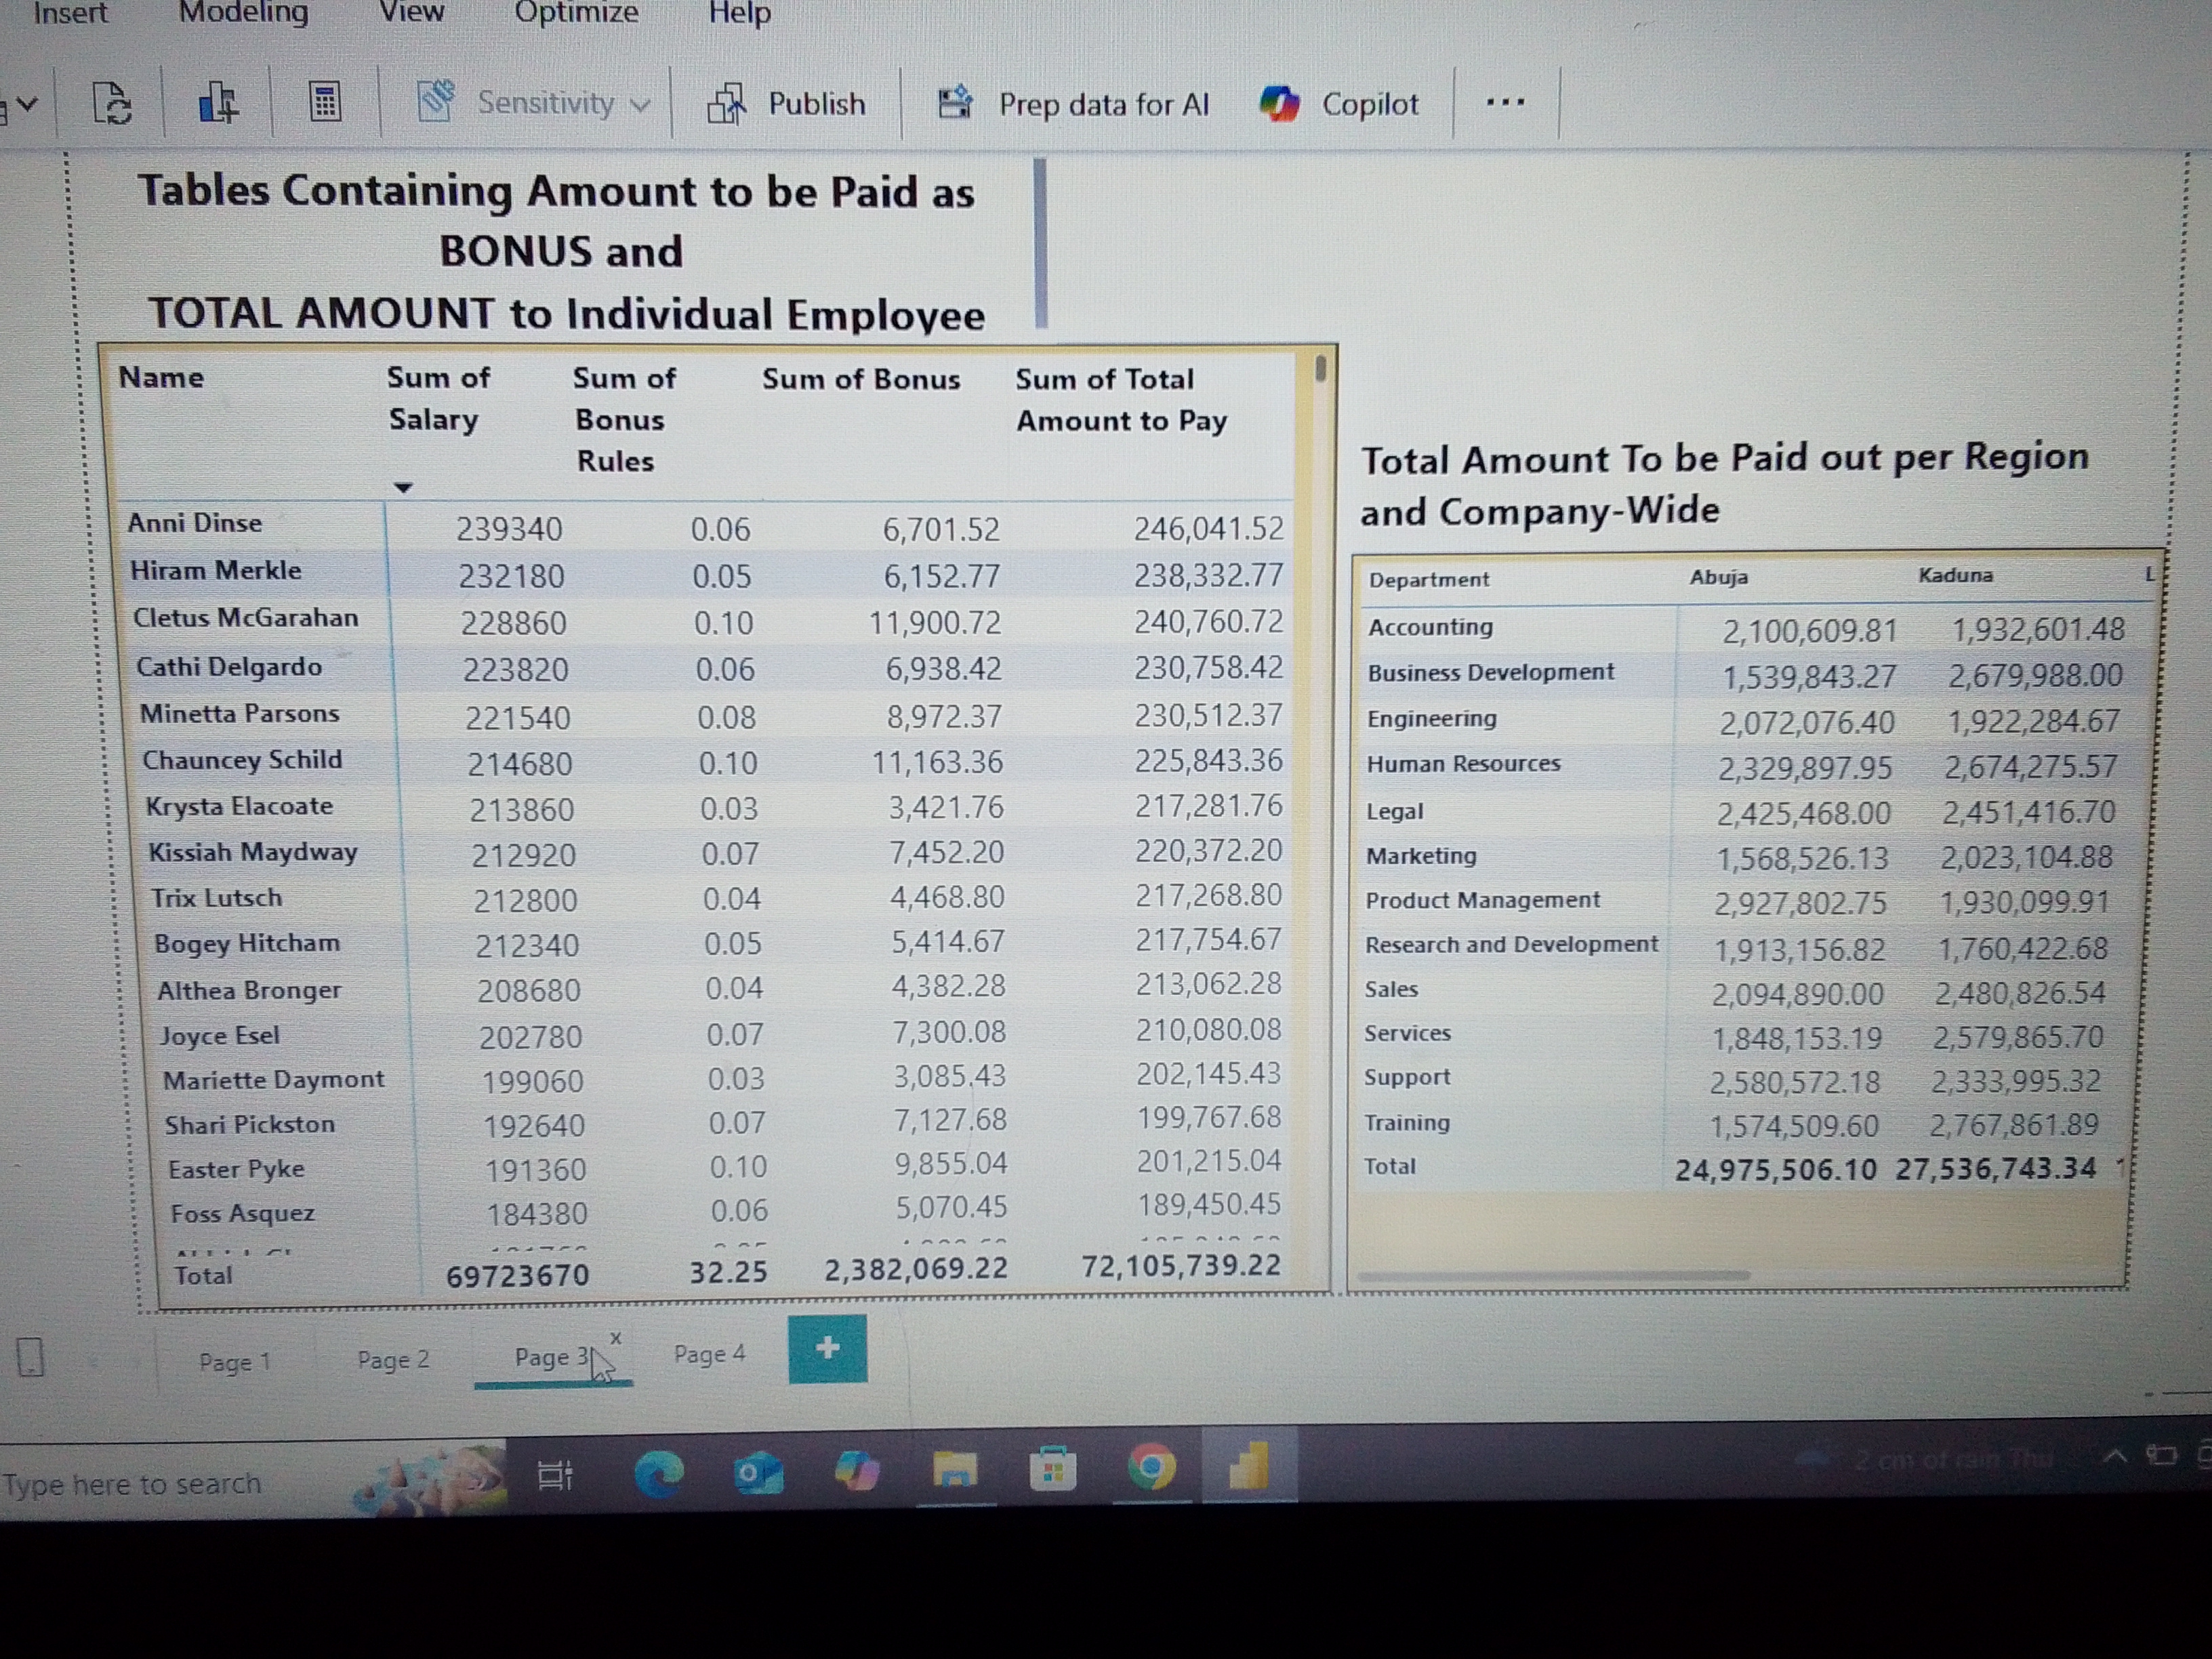 Insert Modeling View Optimize Help
Sensitivity Publish Prep data for AI Copilot ...
Tables Containing Amount to be Paid as
BONUS and
TOTAL AMOUNT to Individual Employee
Name Sum of Salary Sum of Bonus Rules Sum of Bonus Sum of Total Amount to Pay
Anni Dinse 239340 0.06 6,701.52 246,041.52
Hiram Merkle 232180 0.05 6,152.77 238,332.77
Cletus McGarahan 228860 0.10 11,900.72 240,760.72
Cathi Delgardo 223820 0.06 6,938.42 230,758.42
Minetta Parsons 221540 0.08 8,972.37 230,512.37
Chauncey Schild 214680 0.10 11,163.36 225,843.36
Krysta Elacoate 213860 0.03 3,421.76 217,281.76
Kissiah Maydway 212920 0.07 7,452.20 220,372.20
Trix Lutsch 212800 0.04 4,468.80 217,268.80
Bogey Hitcham 212340 0.05 5,414.67 217,754.67
Althea Bronger 208680 0.04 4,382.28 213,062.28
Joyce Esel 202780 0.07 7,300.08 210,080.08
Mariette Daymont 199060 0.03 3,085.43 202,145.43
Shari Pickston 192640 0.07 7,127.68 199,767.68
Easter Pyke 191360 0.10 9,855.04 201,215.04
Foss Asquez 184380 0.06 5,070.45 189,450.45
Total 69723670 32.25 2,382,069.22 72,105,739.22
Total Amount To be Paid out per Region
and Company-Wide
Department Abuja Kaduna L
Accounting 2,100,609.81 1,932,601.48
Business Development 1,539,843.27 2,679,988.00
Engineering 2,072,076.40 1,922,284.67
Human Resources 2,329,897.95 2,674,275.57
Legal 2,425,468.00 2,451,416.70
Marketing 1,568,526.13 2,023,104.88
Product Management 2,927,802.75 1,930,099.91
Research and Development 1,913,156.82 1,760,422.68
Sales 2,094,890.00 2,480,826.54
Services 1,848,153.19 2,579,865.70
Support 2,580,572.18 2,333,995.32
Training 1,574,509.60 2,767,861.89
Total 24,975,506.10 27,536,743.34
Page 1 Page 2 Page 3 x Page 4 +
Type here to search 2 cm of rain Thu